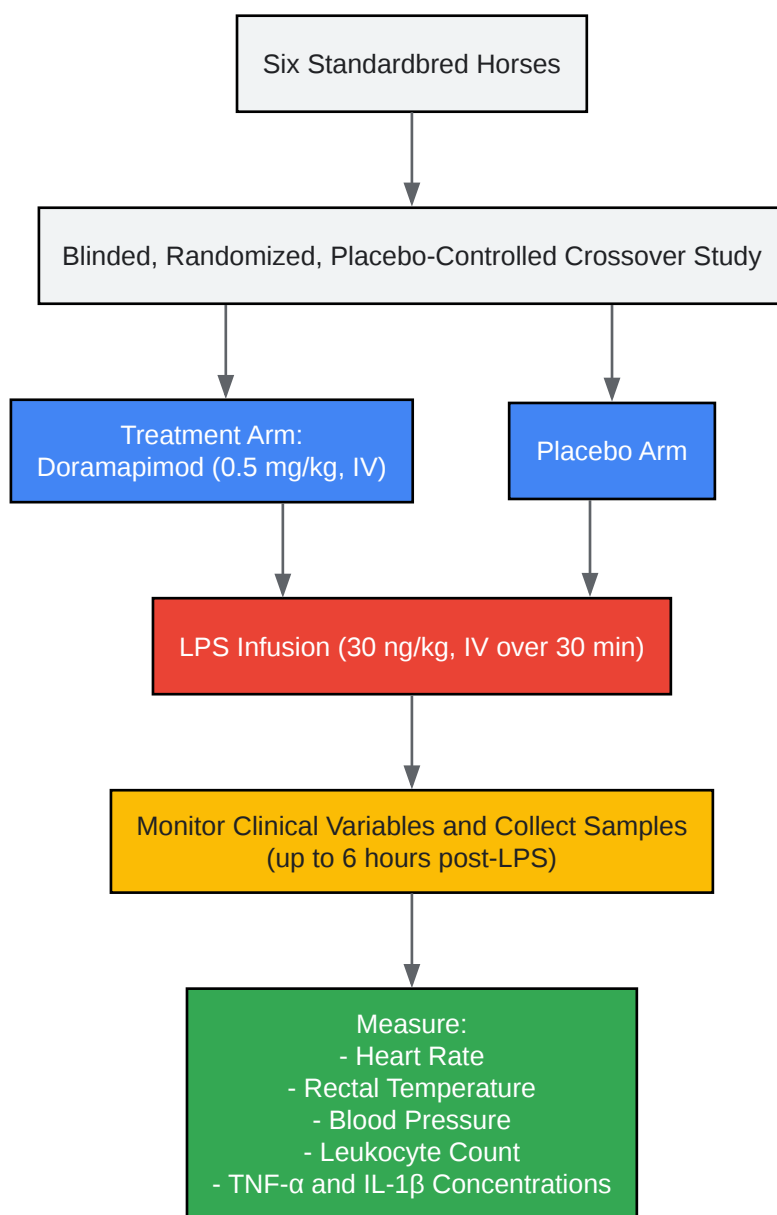 Six Standardbred Horses
Blinded, Randomized, Placebo-Controlled Crossover Study
Treatment Arm:
Doramapimod (0.5 mg/kg, IV)
Placebo Arm
LPS Infusion (30 ng/kg, IV over 30 min)
Monitor Clinical Variables and Collect Samples
(up to 6 hours post-LPS)
Measure:
- Heart Rate
- Rectal Temperature
- Blood Pressure
- Leukocyte Count
- TNF-α and IL-1β Concentrations